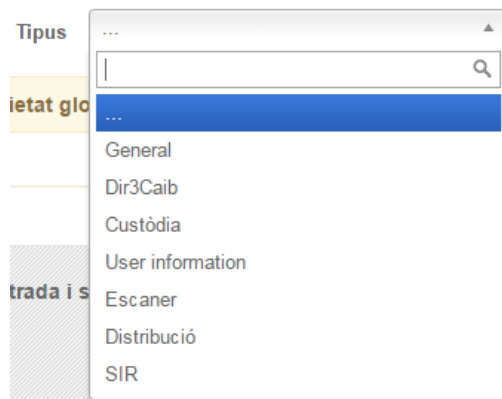 Tipus ...
ietat glo
...
General
Dir3Caib
Custòdia
User information
trada i s
Escaner
Distribució
SIR